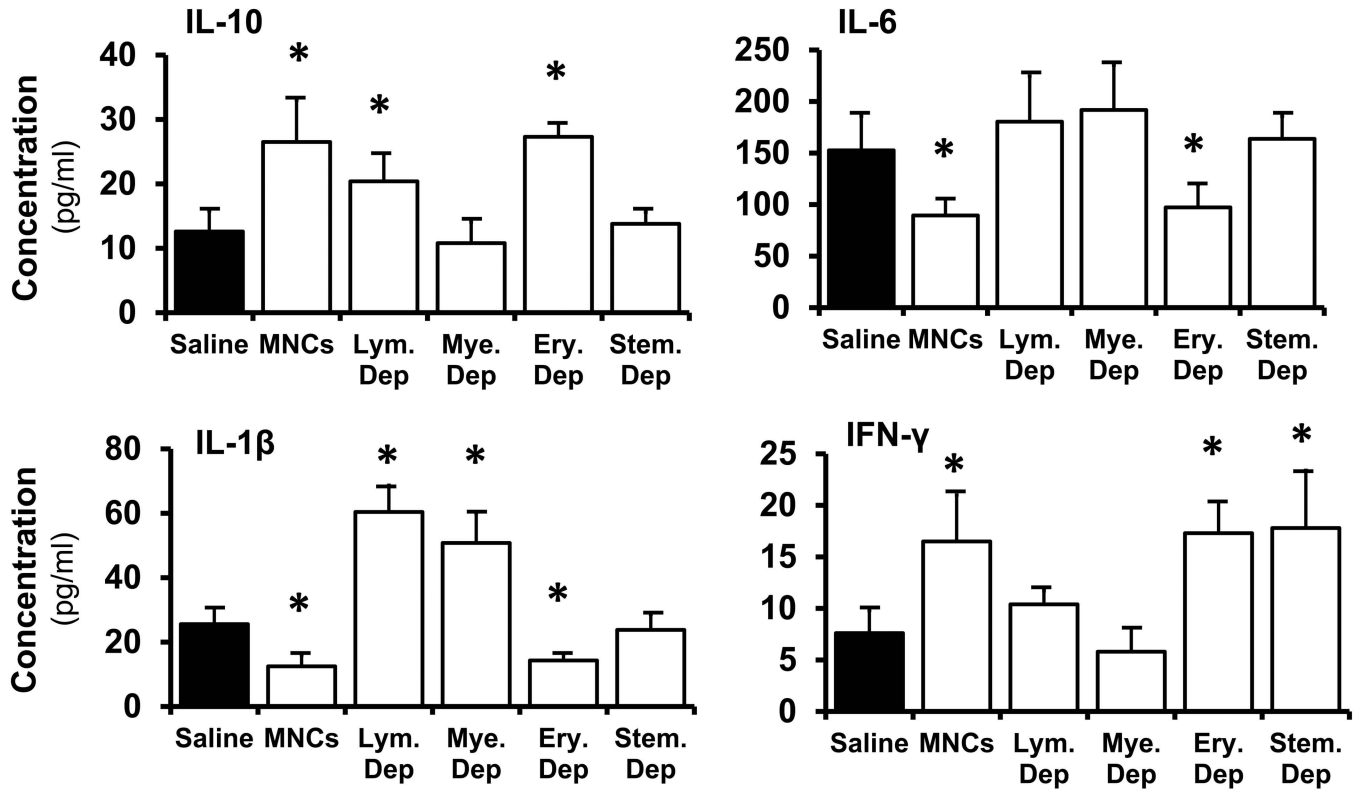 IL-10
Concentration
(pg/ml)
40
30
20
10
0
*
*
*
Saline MNCs Lym. Mye. Ery. Stem.
Dep Dep Dep Dep
IL-6
250
200
150
100
50
0
*
*
Saline MNCs Lym. Mye. Ery. Stem.
Dep Dep Dep Dep
IL-1β
Concentration
(pg/ml)
80
60
40
20
0
*
*
*
*
Saline MNCs Lym. Mye. Ery. Stem.
Dep Dep Dep Dep
IFN-γ
25
20
15
10
5
0
*
*
*
Saline MNCs Lym. Mye. Ery. Stem.
Dep Dep Dep Dep